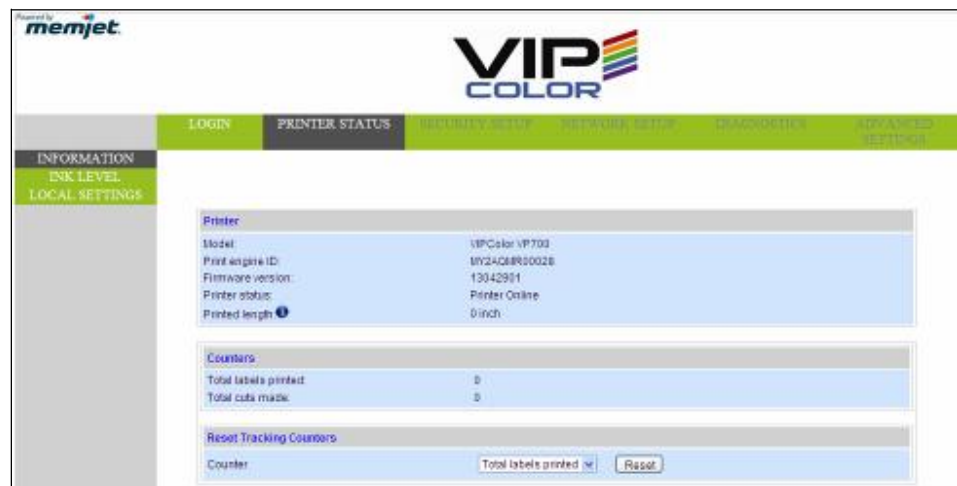 Powered by
memjet
VIP
COLOR
LOGIN PRINTER STATUS SECURITY SETUP NETWORK SETUP DIAGNOSTICS ADVANCED SETTINGS
INFORMATION
INK LEVEL
LOCAL SETTINGS
Printer
Model: VIPColor VP700
Print engine ID:
Firmware version: 13042901
Printer status: Printer Online
Printed length 0 inch
Counters
Total labels printed: 0
Total cuts made: 0
Reset Tracking Counters
Counter Total labels printed Reset